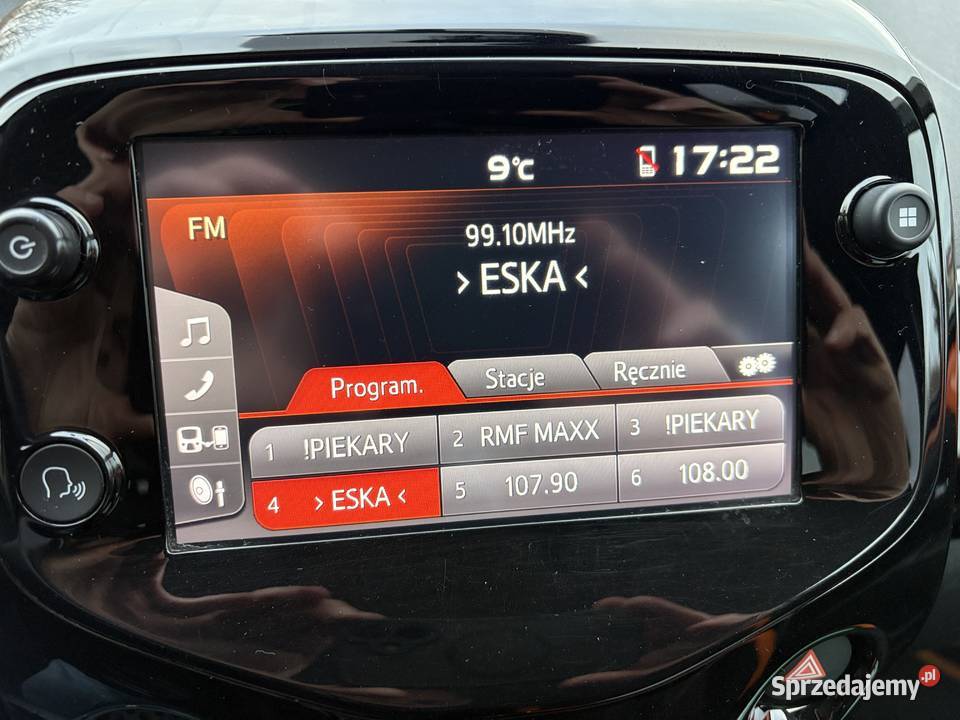 9°C 17:22
FM
99.10MHz
> ESKA <
Program. Stacje Ręcznie
1 !PIEKARY 2 RMF MAXX 3 !PIEKARY
4 > ESKA < 5 107.90 6 108.00
Sprzedajemy.pl